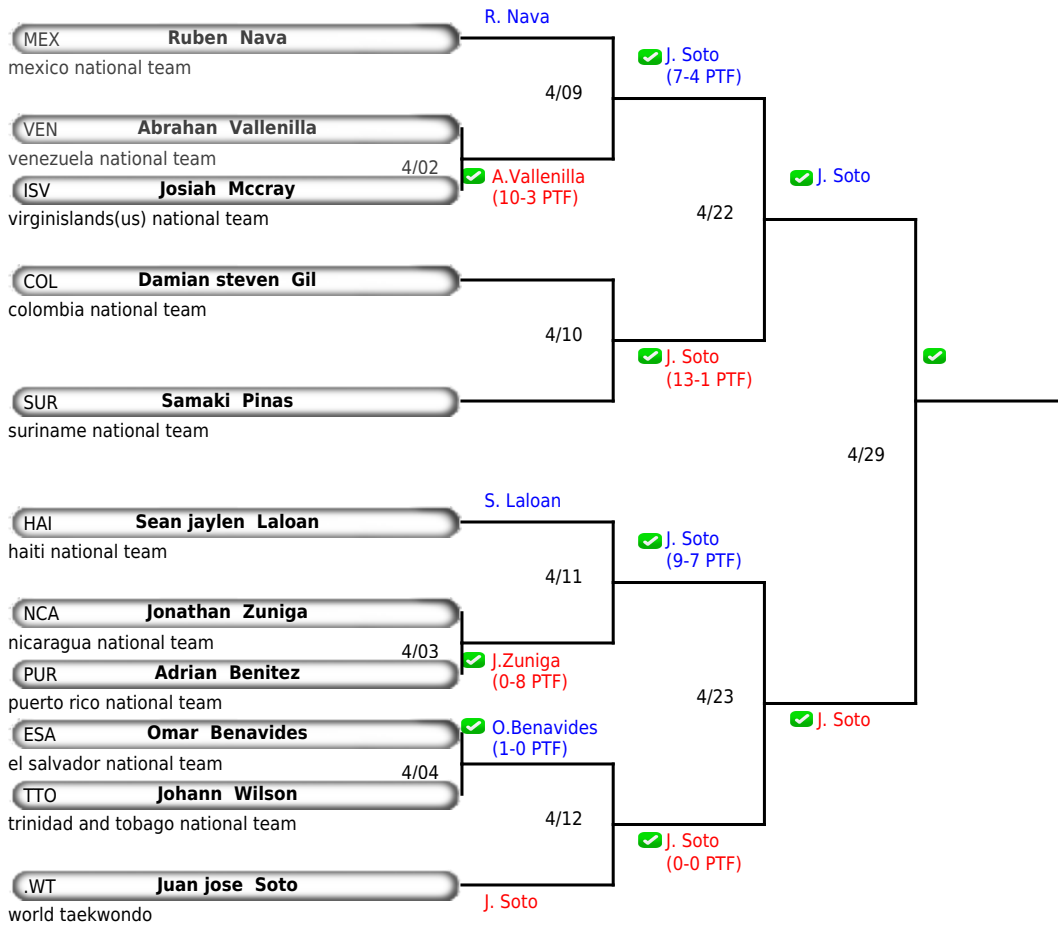 R. Nava
MEX Ruben Nava
mexico national team
J. Soto
(7-4 PTF)
4/09
VEN Abrahan Vallenilla
venezuela national team
4/02
A.Vallenilla
(10-3 PTF)
ISV Josiah Mccray
virginislands(us) national team
J. Soto
4/22
COL Damian steven Gil
colombia national team
4/10
J. Soto
(13-1 PTF)
SUR Samaki Pinas
suriname national team
4/29
S. Laloan
HAI Sean jaylen Laloan
haiti national team
J. Soto
(9-7 PTF)
4/11
NCA Jonathan Zuniga
nicaragua national team
4/03
J.Zuniga
(0-8 PTF)
PUR Adrian Benitez
puerto rico national team
4/23
J. Soto
O.Benavides
(1-0 PTF)
ESA Omar Benavides
el salvador national team
4/04
TTO Johann Wilson
trinidad and tobago national team
4/12
J. Soto
(0-0 PTF)
.WT Juan jose Soto
world taekwondo
J. Soto